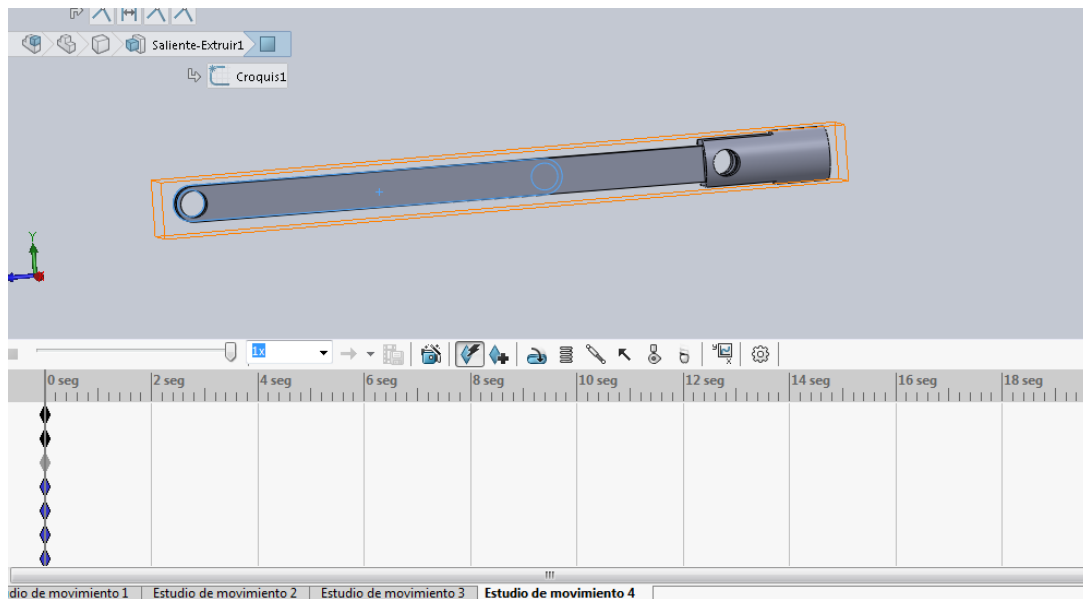 Saliente-Extruir1
Croquis1
Y
1x
0 seg 2 seg 4 seg 6 seg 8 seg 10 seg 12 seg 14 seg 16 seg 18 seg
dio de movimiento 1 Estudio de movimiento 2 Estudio de movimiento 3 Estudio de movimiento 4